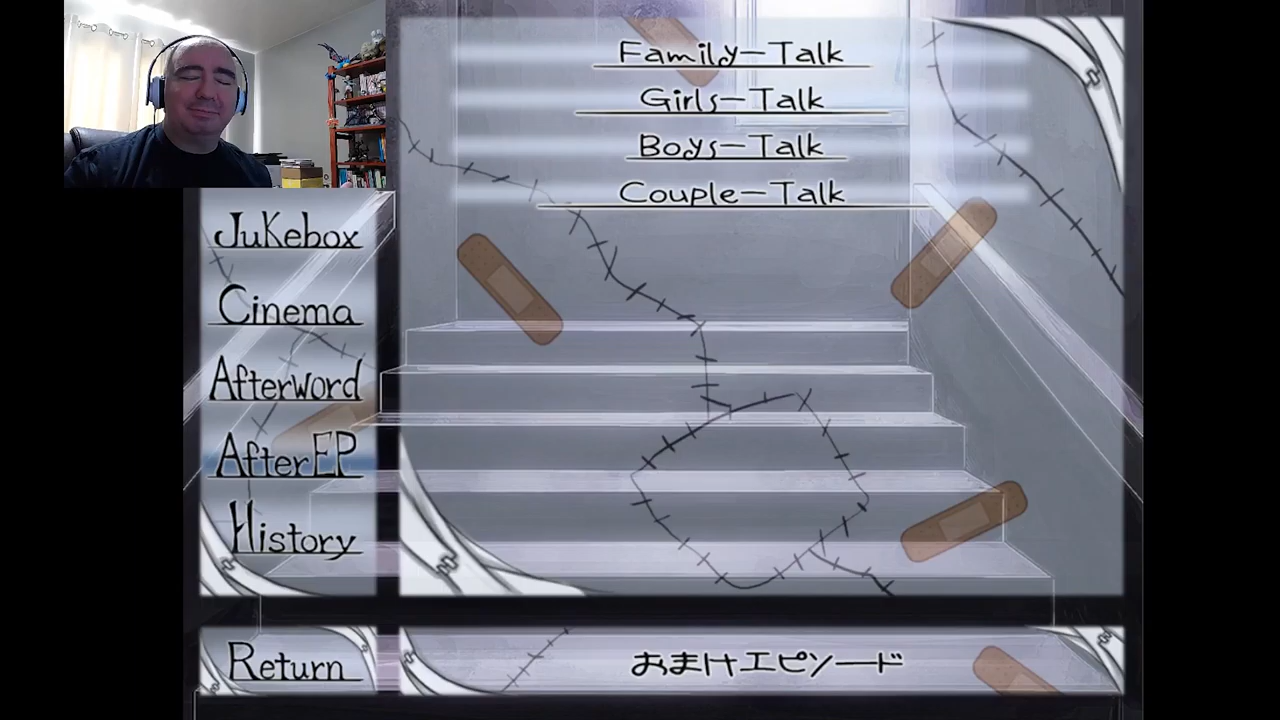 Family-Talk
Girls-Talk
Boys-Talk
Couple-Talk
Jukebox
Cinema
Afterword
AfterEP
History
Return
おまけエピソード